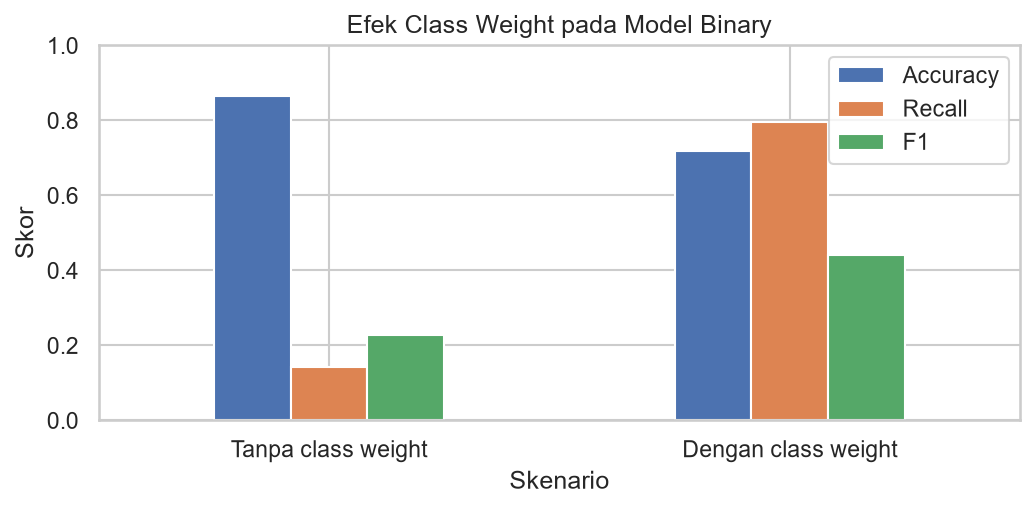 Efek Class Weight pada Model Binary
1.0
0.8
0.6
0.4
0.2
0.0
Skor
Accuracy
Recall
F1
Tanpa class weight
Dengan class weight
Skenario